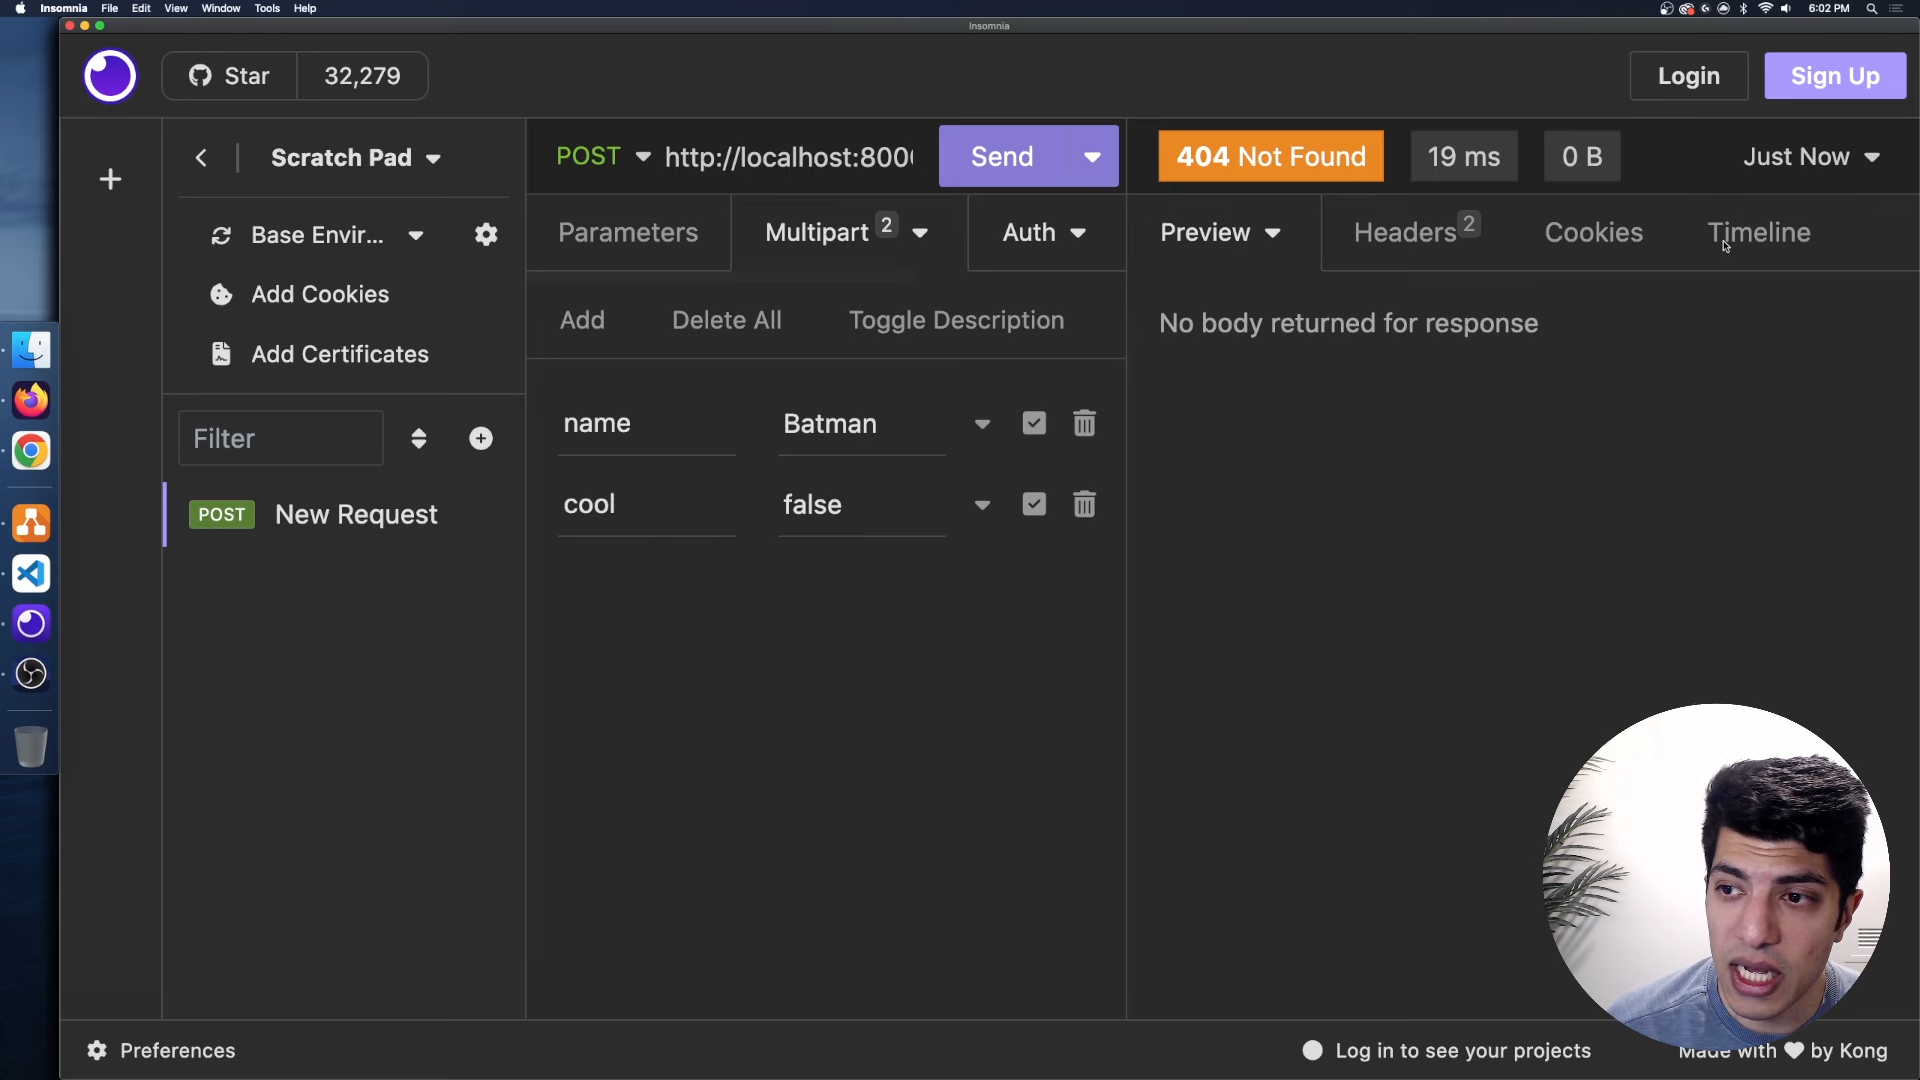 Insomnia File Edit View Window Tools Help
6:02 PM
Insomnia
Star 32,279
Login
Sign Up
Scratch Pad
POST http://localhost:800
Send
404 Not Found
19 ms
0 B
Just Now
Base Envir...
Parameters
Multipart 2
Auth
Preview
Headers 2
Cookies
Timeline
Add Cookies
Add
Delete All
Toggle Description
No body returned for response
Add Certificates
Filter
name Batman
cool false
POST New Request
Preferences
Log in to see your projects
Made with ❤ by Kong